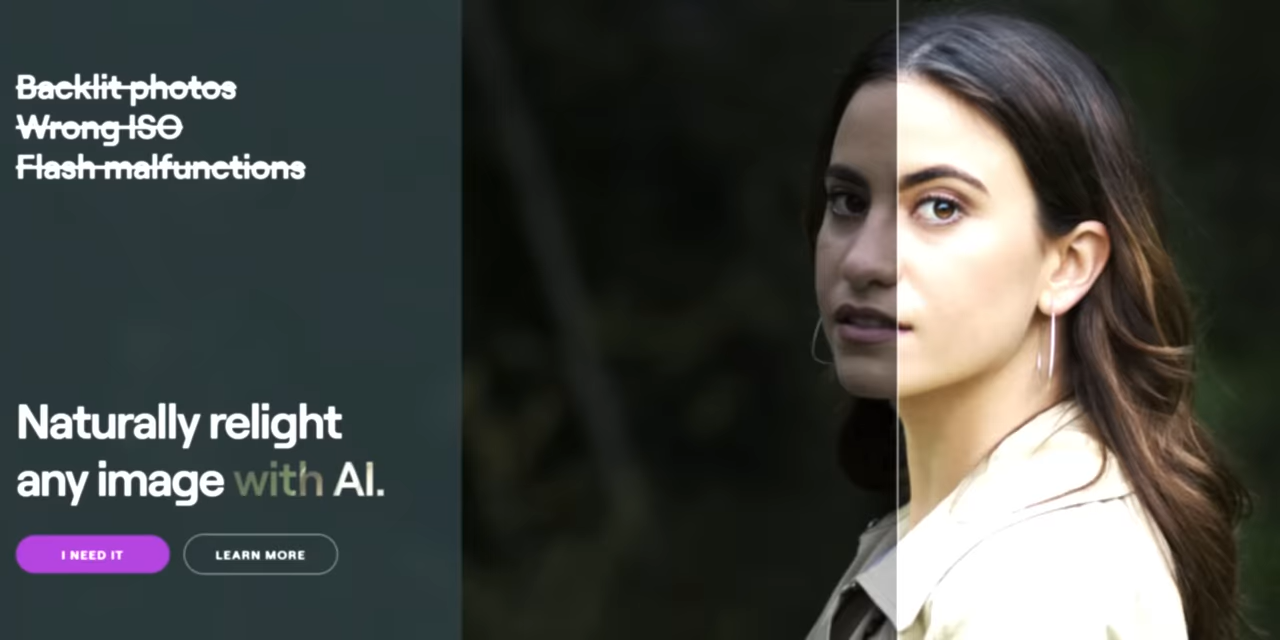 Backlit photos
Wrong ISO
Flash malfunctions
Naturally relight
any image with AI.
I NEED IT
LEARN MORE